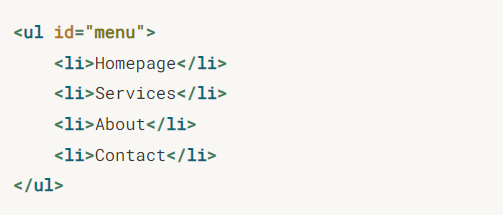 <ul id="menu">
    <li>Homepage</li>
    <li>Services</li>
    <li>About</li>
    <li>Contact</li>
</ul>